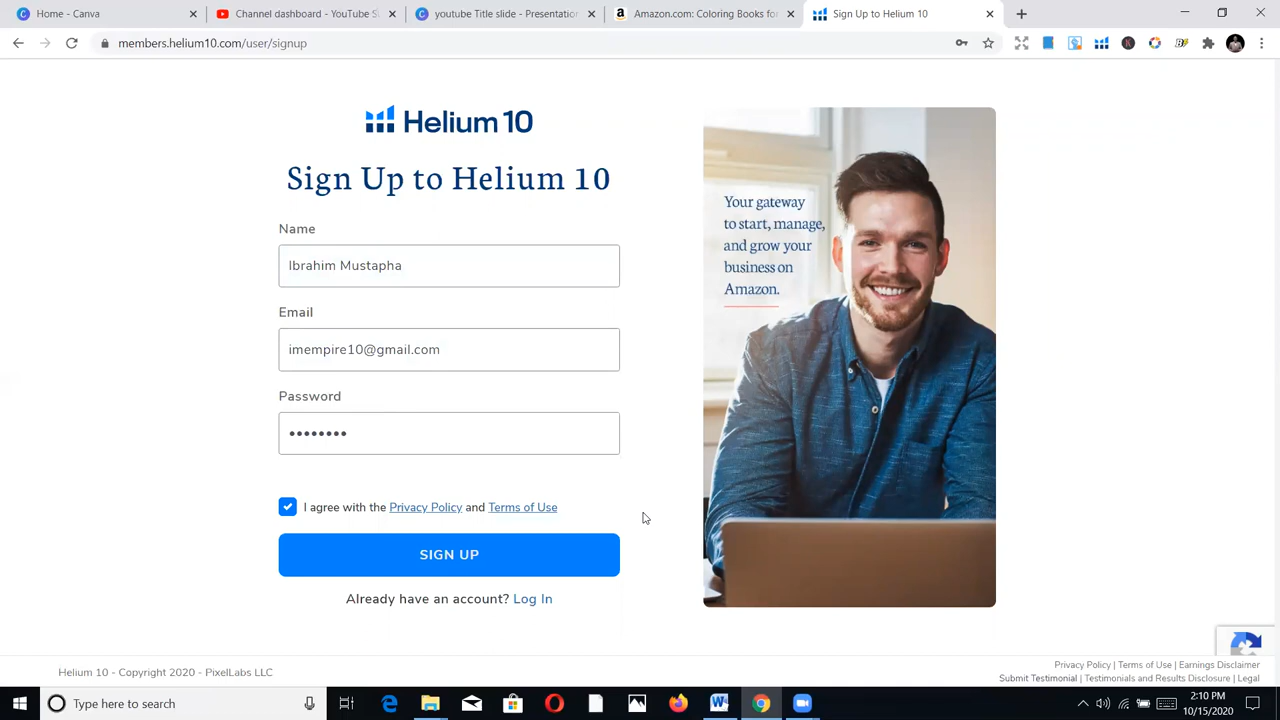 Home - Canva
Channel dashboard - YouTube S
youtube Title slide - Presentation
Amazon.com: Coloring Books for
Sign Up to Helium 10
members.helium10.com/user/signup
Helium 10
Sign Up to Helium 10
Name
Ibrahim Mustapha
Email
imempire10@gmail.com
Password
••••••••
I agree with the Privacy Policy and Terms of Use
SIGN UP
Already have an account? Log In
Your gateway
to start, manage,
and grow your
business on
Amazon.
Helium 10 - Copyright 2020 - PixelLabs LLC
Privacy Policy | Terms of Use | Earnings Disclaimer
Submit Testimonial | Testimonials and Results Disclosure | Legal
Type here to search
2:10 PM
10/15/2020